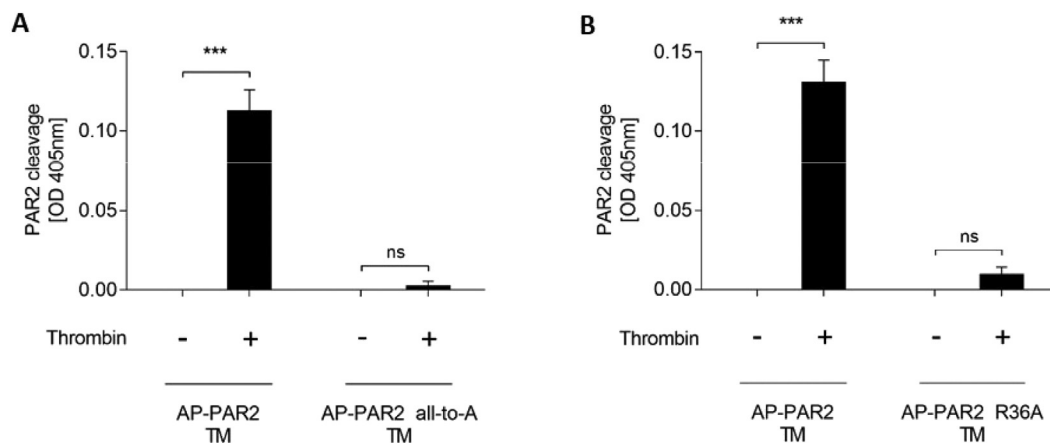 A
PAR2 cleavage
[OD 405nm]
0.15
0.10
0.05
0.00
***
ns
Thrombin - + - +
AP-PAR2 AP-PAR2 all-to-A
TM TM
B
PAR2 cleavage
[OD 405nm]
0.15
0.10
0.05
0.00
***
ns
Thrombin - + - +
AP-PAR2 AP-PAR2 R36A
TM TM